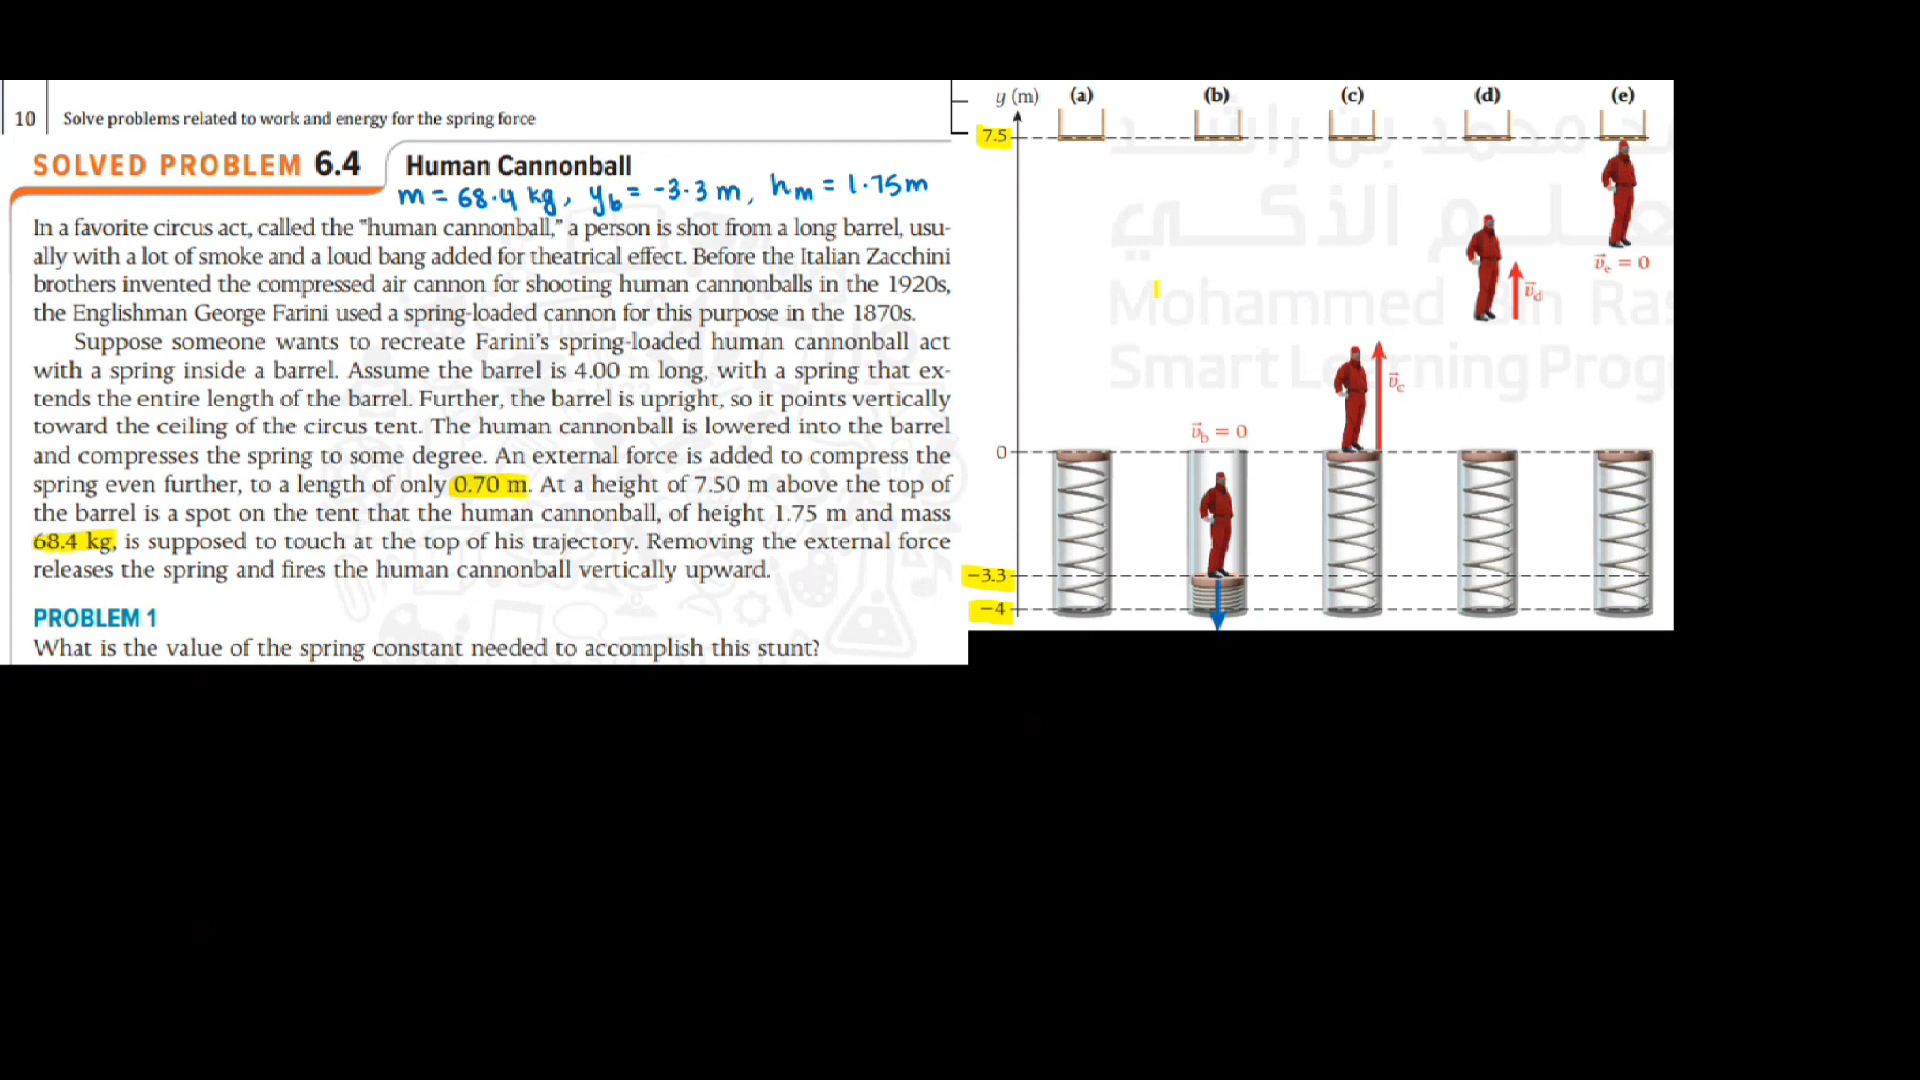 10 Solve problems related to work and energy for the spring force
SOLVED PROBLEM 6.4 Human Cannonball
m = 68.4 kg, yb = -3.3 m, hm = 1.75m
In a favorite circus act, called the "human cannonball," a person is shot from a long barrel, usu-
ally with a lot of smoke and a loud bang added for theatrical effect. Before the Italian Zacchini
brothers invented the compressed air cannon for shooting human cannonballs in the 1920s,
the Englishman George Farini used a spring-loaded cannon for this purpose in the 1870s.
Suppose someone wants to recreate Farini's spring-loaded human cannonball act
with a spring inside a barrel. Assume the barrel is 4.00 m long, with a spring that ex-
tends the entire length of the barrel. Further, the barrel is upright, so it points vertically
toward the ceiling of the circus tent. The human cannonball is lowered into the barrel
and compresses the spring to some degree. An external force is added to compress the
spring even further, to a length of only 0.70 m. At a height of 7.50 m above the top of
the barrel is a spot on the tent that the human cannonball, of height 1.75 m and mass
68.4 kg, is supposed to touch at the top of his trajectory. Removing the external force
releases the spring and fires the human cannonball vertically upward.
PROBLEM 1
What is the value of the spring constant needed to accomplish this stunt?
y (m) (a) (b) (c) (d) (e)
7.5
محمد بن راشد
الذكي
Mohammed Bin Ras
Smart Learning Prog
v⃗e = 0
v⃗d
v⃗c
v⃗b = 0
0
−3.3
−4